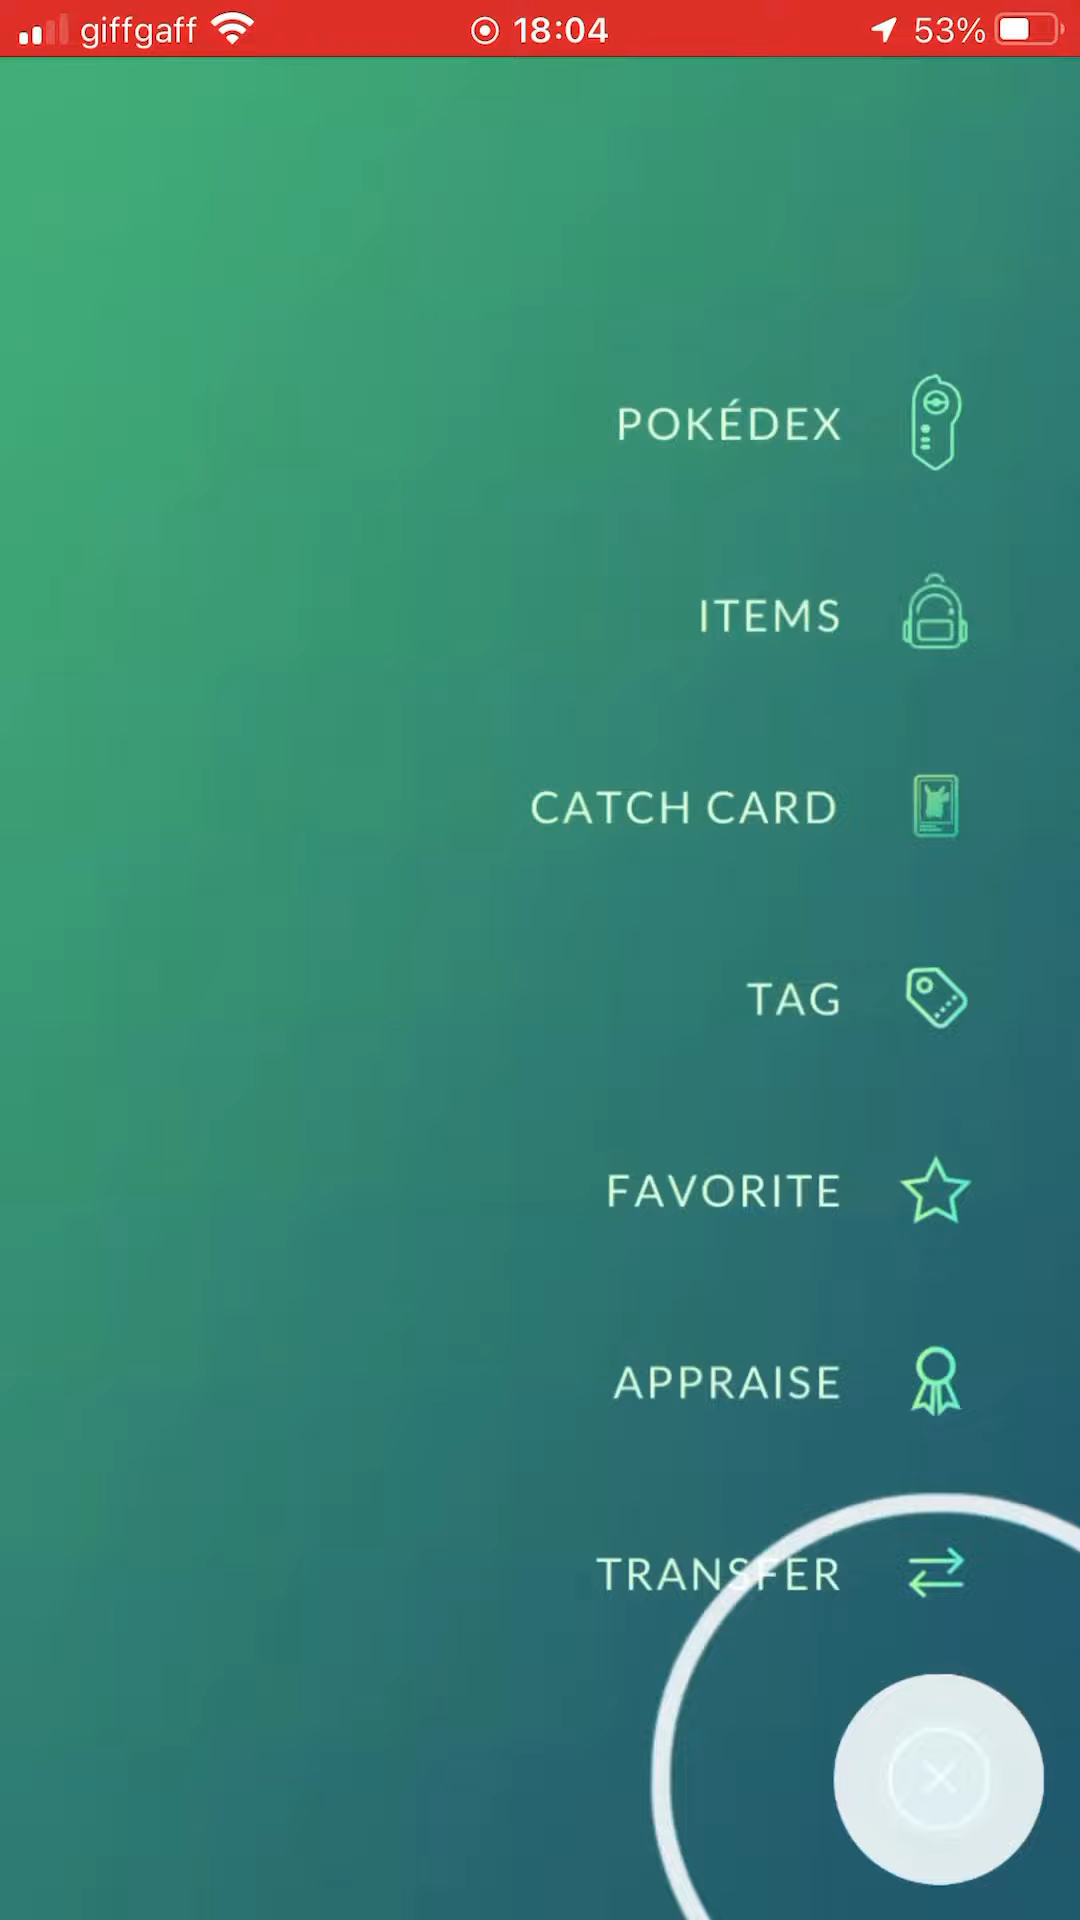 giffgaff 18:04 53%
POKÉDEX
ITEMS
CATCH CARD
TAG
FAVORITE
APPRAISE
TRANSFER